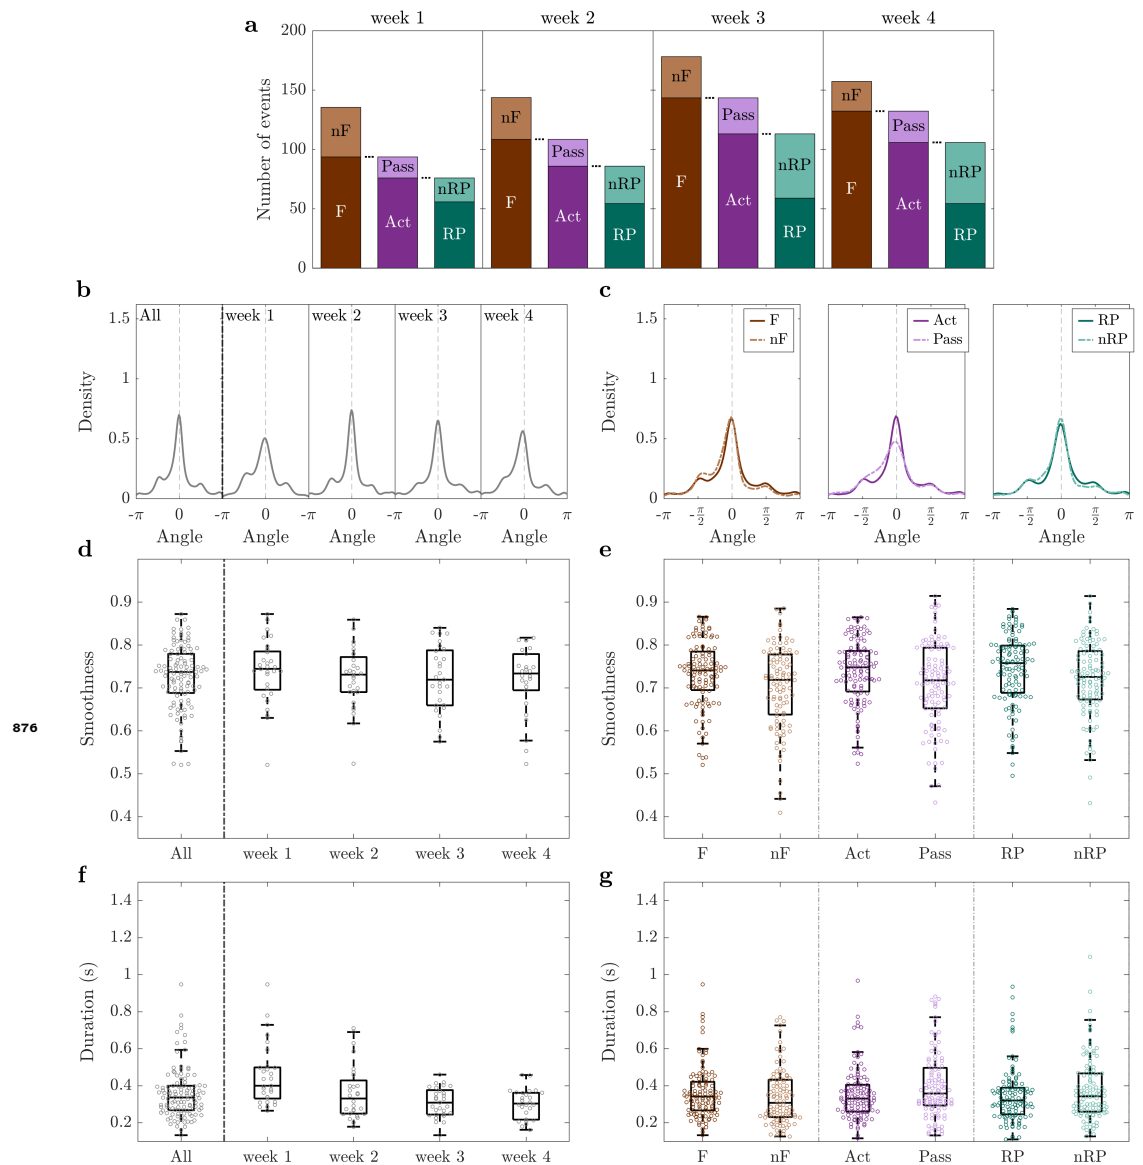 a
week 1 week 2 week 3 week 4
Number of events
200
150
100
50
0
nF
F
Pass
Act
nRP
RP
nF
F
Pass
Act
nRP
RP
nF
F
Pass
Act
nRP
RP
nF
F
Pass
Act
nRP
RP
b
All week 1 week 2 week 3 week 4
Density
1.5
1
0.5
0
-π 0 -π 0 -π 0 -π 0 -π 0 π
Angle Angle Angle Angle Angle
c
Density
1.5
1
0.5
0
F
nF
Act
Pass
RP
nRP
-π -π/2 0 π/2 π
-π -π/2 0 π/2 π
-π -π/2 0 π/2 π
Angle Angle Angle
d
Smoothness
0.9
0.8
0.7
0.6
0.5
0.4
All week 1 week 2 week 3 week 4
e
Smoothness
0.9
0.8
0.7
0.6
0.5
0.4
F nF Act Pass RP nRP
876
f
Duration (s)
1.4
1.2
1
0.8
0.6
0.4
0.2
All week 1 week 2 week 3 week 4
g
Duration (s)
1.4
1.2
1
0.8
0.6
0.4
0.2
F nF Act Pass RP nRP